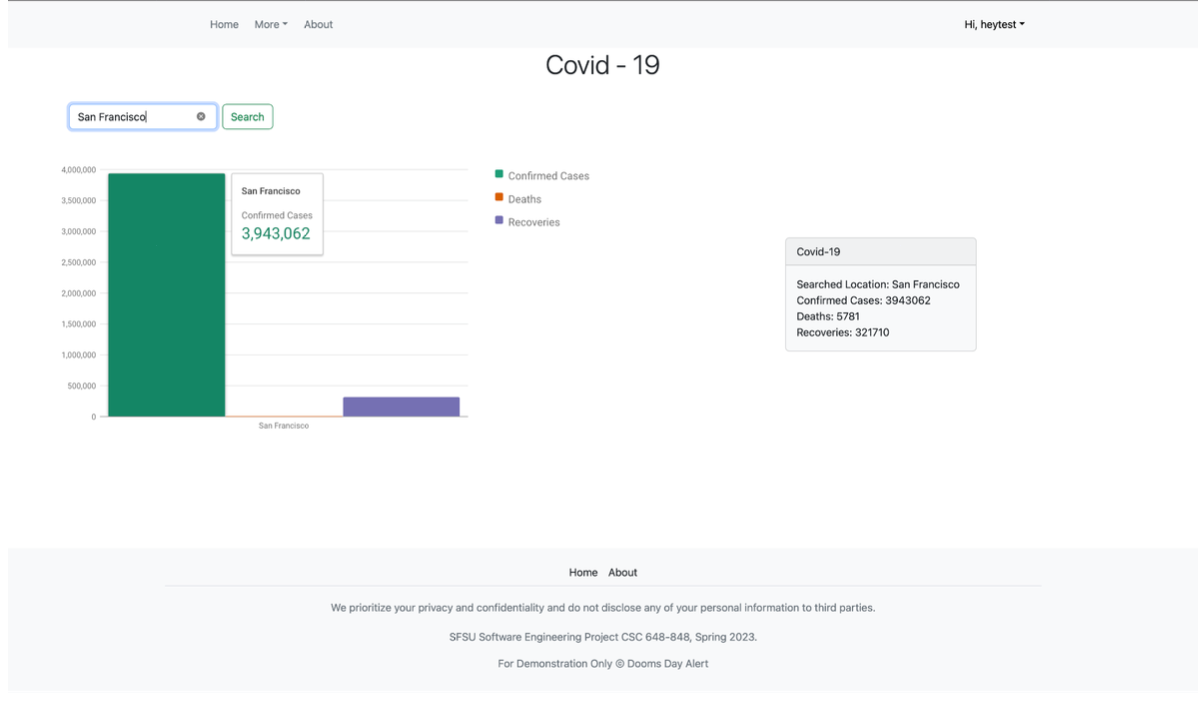 Home More About Hi, heytest
Covid - 19
San Francisco Search
4,000,000
3,500,000
3,000,000
2,500,000
2,000,000
1,500,000
1,000,000
500,000
0
San Francisco
San Francisco
Confirmed Cases
3,943,062
Confirmed Cases
Deaths
Recoveries
Covid-19
Searched Location: San Francisco
Confirmed Cases: 3943062
Deaths: 5781
Recoveries: 321710
Home About
We prioritize your privacy and confidentiality and do not disclose any of your personal information to third parties.
SFSU Software Engineering Project CSC 648-848, Spring 2023.
For Demonstration Only © Dooms Day Alert